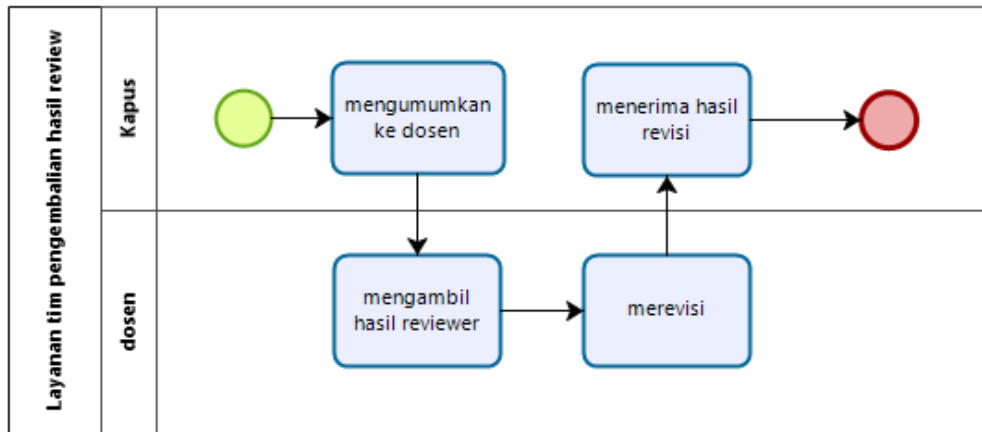 Layanan tim pengembalian hasil review
Kapus
mengumumkan
ke dosen
menerima hasil
revisi
dosen
mengambil
hasil reviewer
merevisi